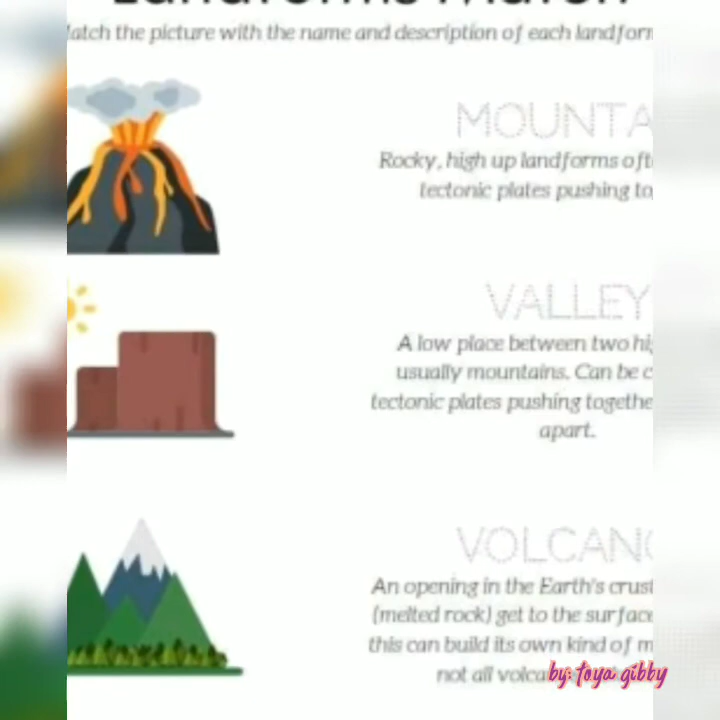 Match the picture with the name and description of each landform
MOUNTA
Rocky, high up landforms oft
tectonic plates pushing to
VALLEY
A low place between two hi
usually mountains. Can be c
tectonic plates pushing togethe
apart.
VOLCANO
An opening in the Earth's crust
(melted rock) get to the surface
this can build its own kind of m
not all volca
by: toya gibby